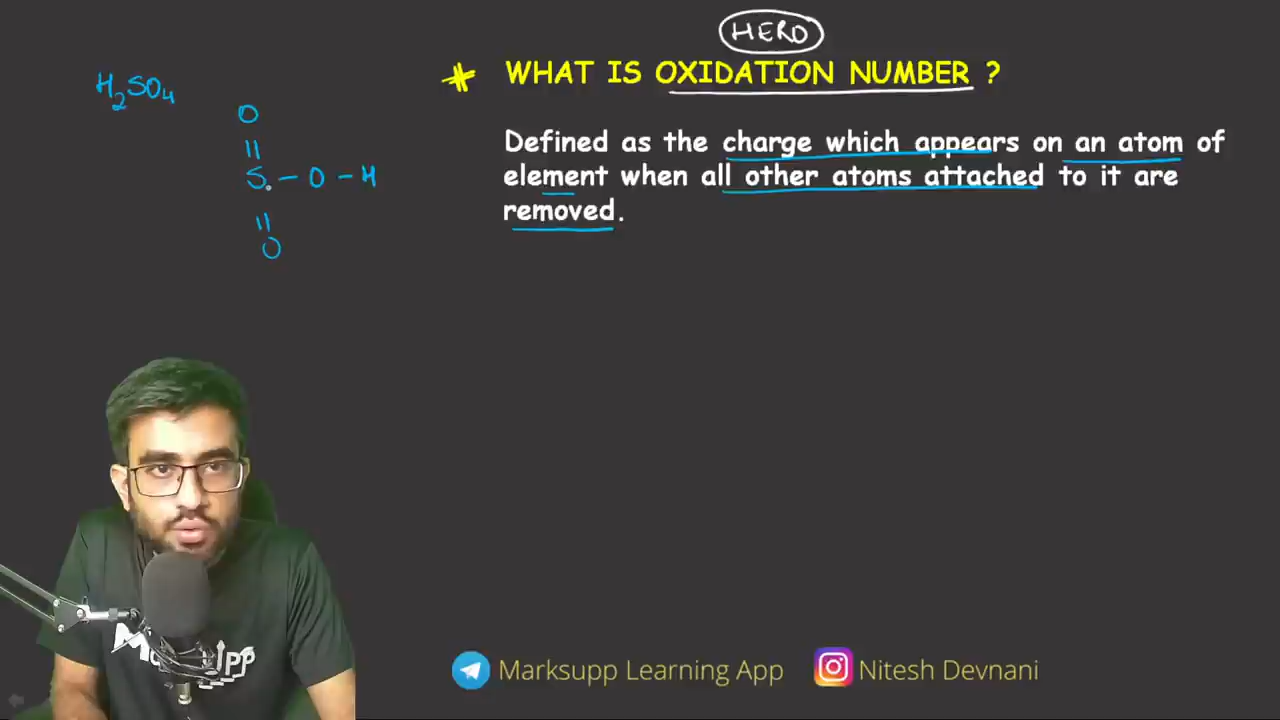 HERO
WHAT IS OXIDATION NUMBER ?
H2SO4
O
S - O - H
O
Defined as the charge which appears on an atom of
element when all other atoms attached to it are
removed.
Marksupp Learning App
Nitesh Devnani